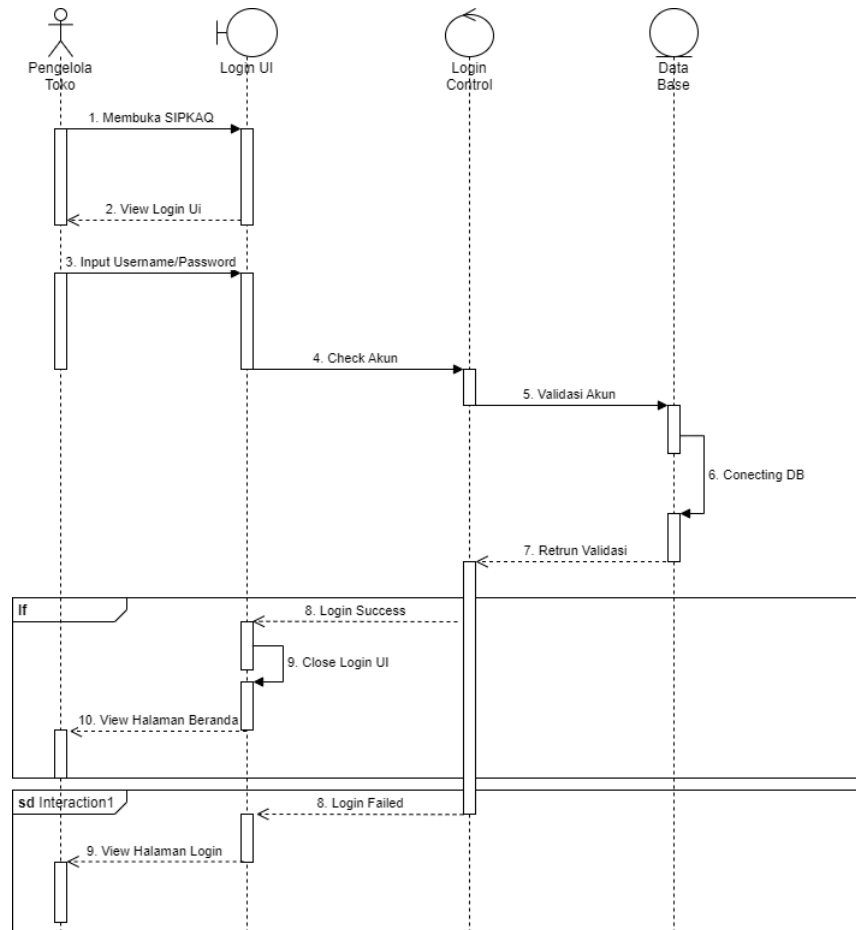 Pengelola
Toko
Login UI
Login
Control
Data
Base
1. Membuka SIPKAQ
2. View Login Ui
3. Input Username/Password
4. Check Akun
5. Validasi Akun
6. Conecting DB
7. Retrun Validasi
If
8. Login Success
9. Close Login UI
10. View Halaman Beranda
sd Interaction1
8. Login Failed
9. View Halaman Login